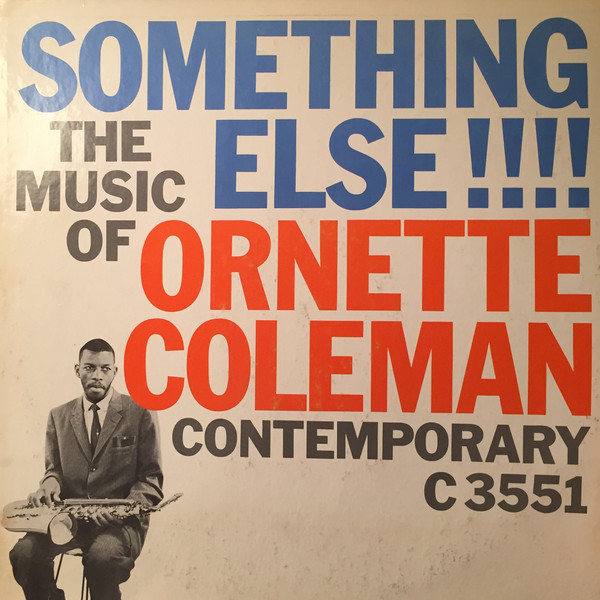 SOMETHING
THE MUSIC OF
ELSE!!!!
ORNETTE
COLEMAN
CONTEMPORARY
C 3551